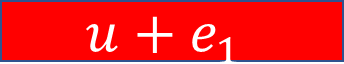 u + e₁